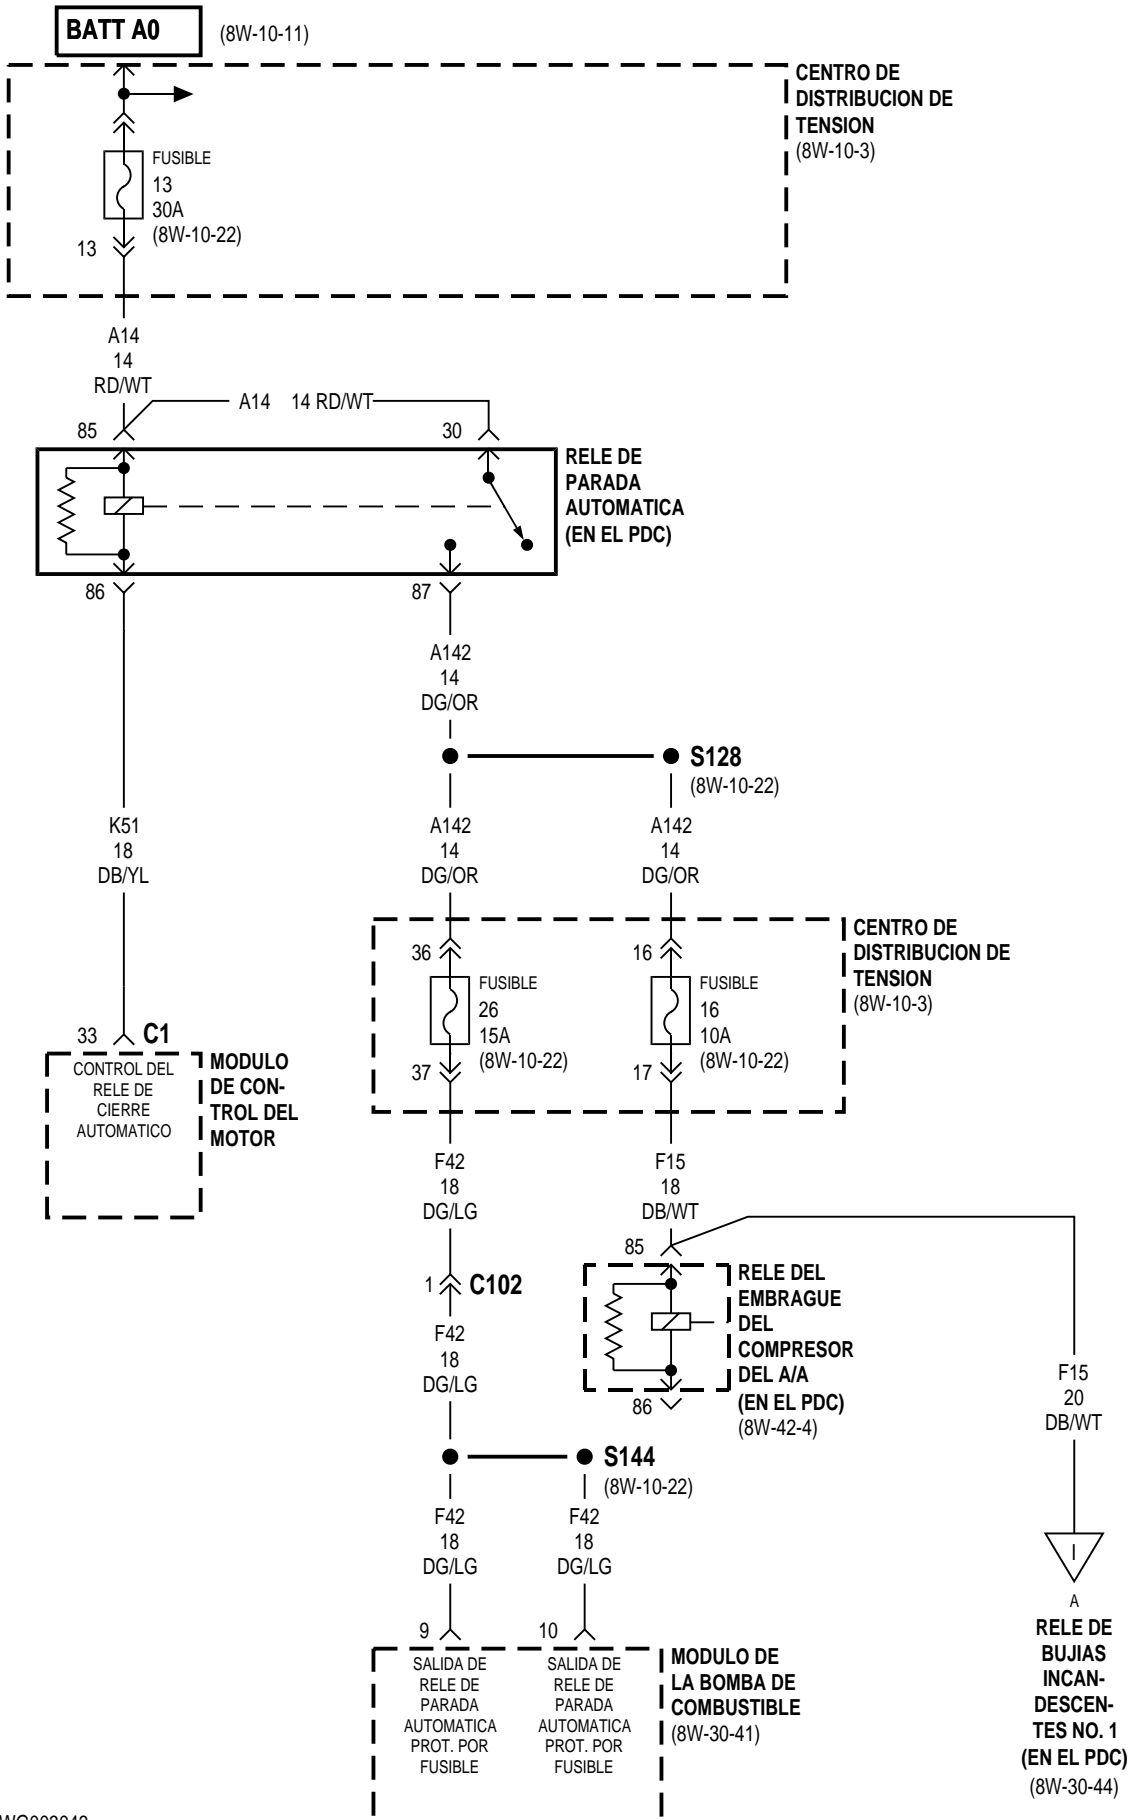 BATT A0
(8W-10-11)
CENTRO DE
DISTRIBUCION DE
TENSION
(8W-10-3)
FUSIBLE
13
30A
(8W-10-22)
13
A14
14
RD/WT
A14 14 RD/WT
85
30
RELE DE
PARADA
AUTOMATICA
(EN EL PDC)
86
87
A142
14
DG/OR
S128
(8W-10-22)
K51
18
DB/YL
A142
14
DG/OR
A142
14
DG/OR
CENTRO DE
DISTRIBUCION DE
TENSION
(8W-10-3)
36
FUSIBLE
26
15A
(8W-10-22)
37
16
FUSIBLE
16
10A
(8W-10-22)
17
33
C1
CONTROL DEL
RELE DE
CIERRE
AUTOMATICO
MODULO
DE CON-
TROL DEL
MOTOR
F42
18
DG/LG
F15
18
DB/WT
1
C102
85
RELE DEL
EMBRAGUE
DEL
COMPRESOR
DEL A/A
(EN EL PDC)
(8W-42-4)
86
F42
18
DG/LG
F15
20
DB/WT
S144
(8W-10-22)
F42
18
DG/LG
F42
18
DG/LG
I
A
RELE DE
BUJIAS
INCAN-
DESCEN-
TES NO. 1
(EN EL PDC)
(8W-30-44)
9
10
SALIDA DE
RELE DE
PARADA
AUTOMATICA
PROT. POR
FUSIBLE
SALIDA DE
RELE DE
PARADA
AUTOMATICA
PROT. POR
FUSIBLE
MODULO DE
LA BOMBA DE
COMBUSTIBLE
(8W-30-41)